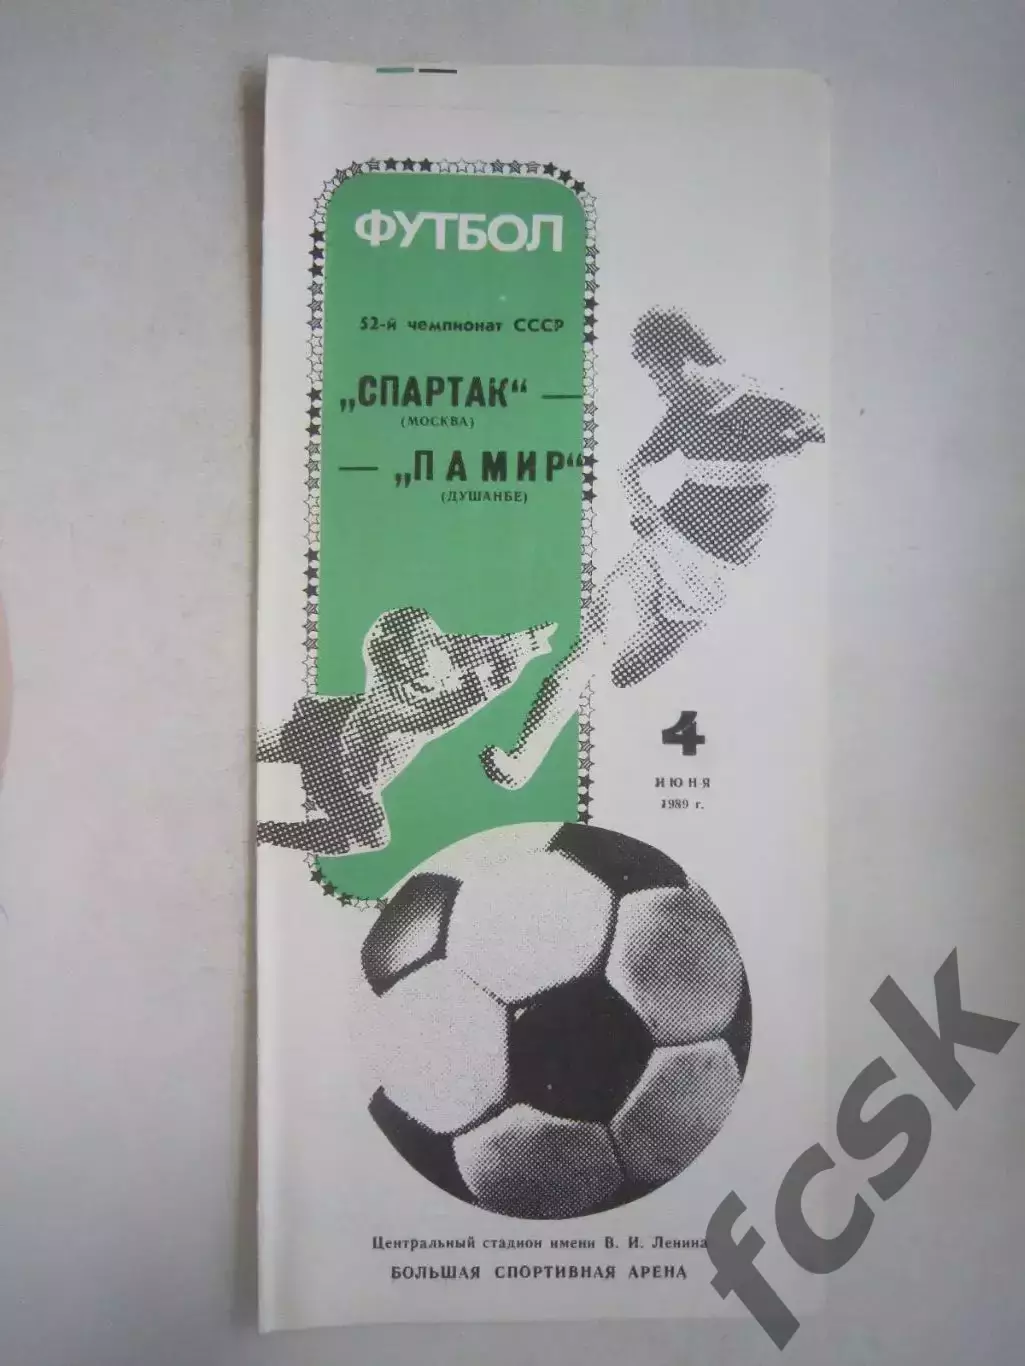 ФУТБОЛ
52-й чемпионат СССР
„СПАРТАК“ —
(МОСКВА)
— „ПАМИР“
(ДУШАНБЕ)
4
ИЮНЯ
1989 г.
Центральный стадион имени В. И. Ленина
БОЛЬШАЯ СПОРТИВНАЯ АРЕНА
fcsk